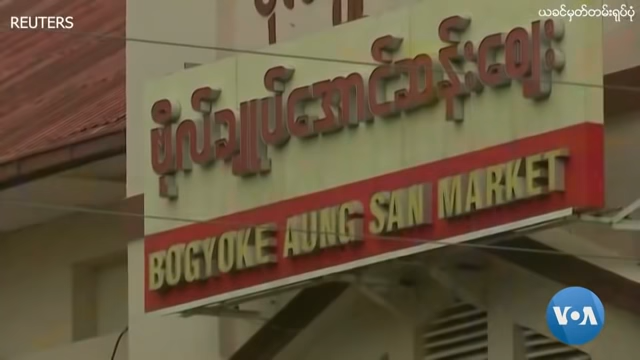 REUTERS
ယခင်မှတ်တမ်းရုပ်ပုံ
ဗိုလ်ချုပ်အောင်ဆန်းဈေး
BOGYOKE AUNG SAN MARKET
VOA